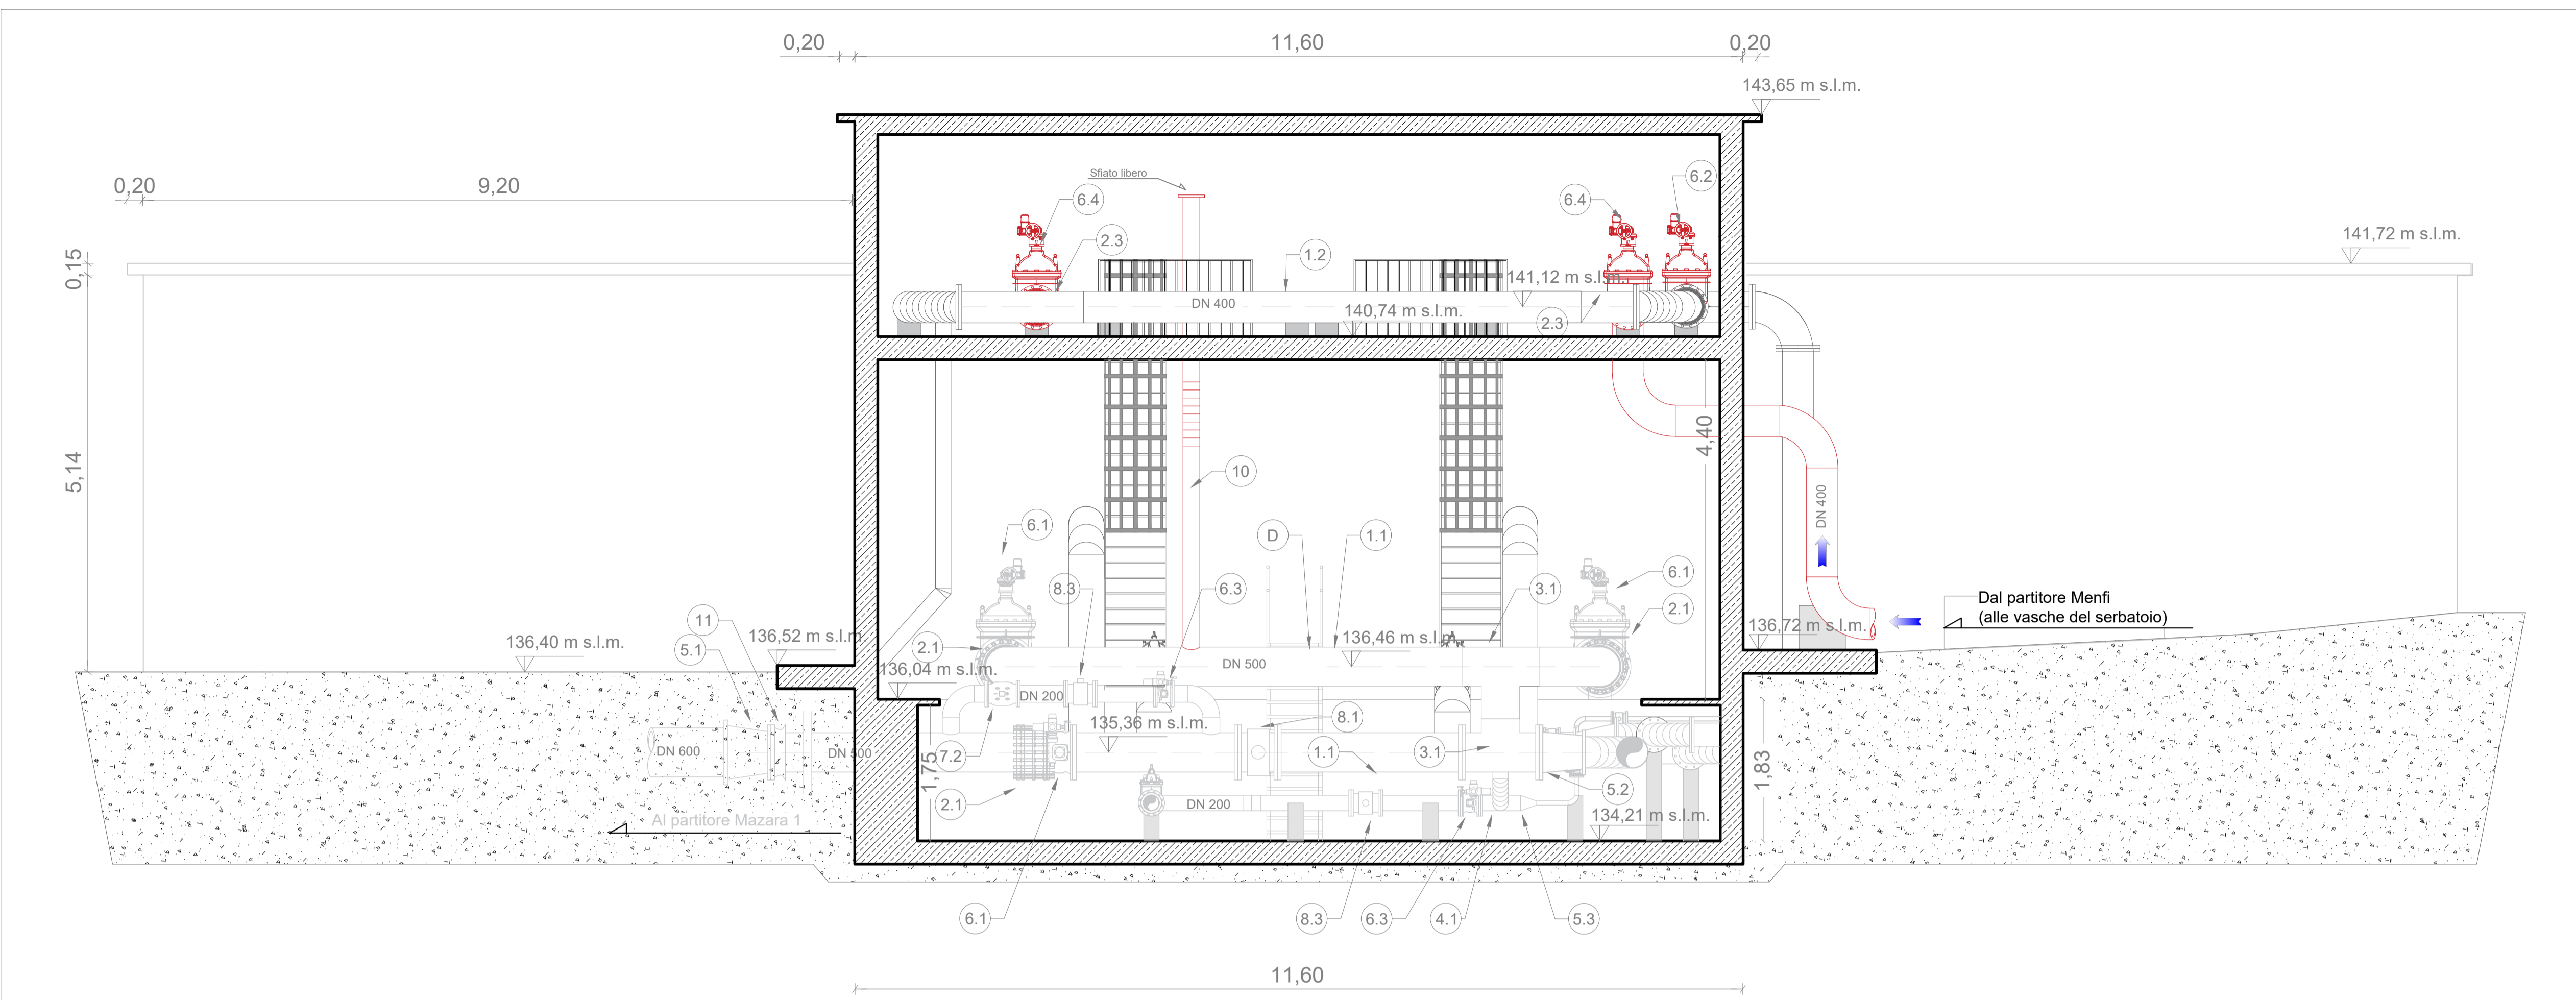 0,20
11,60
0,20
143,65 m s.l.m.
0,20
9,20
Sfiato libero
6.4
6.4
6.2
2.3
1.2
141,72 m s.l.m.
0,15
141,12 m s.l.m.
DN 400
140,74 m s.l.m.
2.3
4,40
5,14
10
DN 400
6.1
D
1.1
6.1
8.3
6.3
3.1
2.1
Dal partitore Menfi
(alle vasche del serbatoio)
11
136,40 m s.l.m.
136,52 m s.l.m.
5.1
2.1
136,46 m s.l.m.
136,72 m s.l.m.
136,04 m s.l.m.
DN 500
DN 200
135,36 m s.l.m.
8.1
DN 600
DN 500
7.2
1.1
3.1
1,75
1,83
5.2
2.1
DN 200
134,21 m s.l.m.
Al partitore Mazara 1
6.1
8.3
6.3
4.1
5.3
11,60